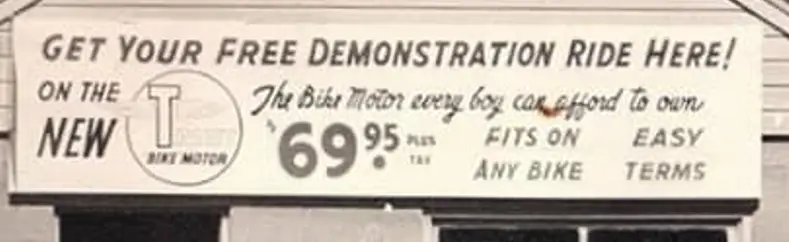 GET YOUR FREE DEMONSTRATION RIDE HERE!
ON THE
NEW
T
BIKE MOTOR
The Bike Motor every boy can afford to own
$69.95 PLUS TAX
FITS ON
ANY BIKE
EASY
TERMS